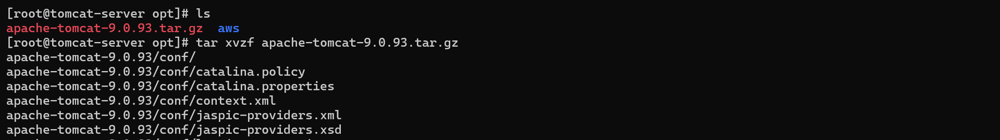 [root@tomcat-server opt]# ls
apache-tomcat-9.0.93.tar.gz  aws
[root@tomcat-server opt]# tar xvzf apache-tomcat-9.0.93.tar.gz
apache-tomcat-9.0.93/conf/
apache-tomcat-9.0.93/conf/catalina.policy
apache-tomcat-9.0.93/conf/catalina.properties
apache-tomcat-9.0.93/conf/context.xml
apache-tomcat-9.0.93/conf/jaspic-providers.xml
apache-tomcat-9.0.93/conf/jaspic-providers.xsd